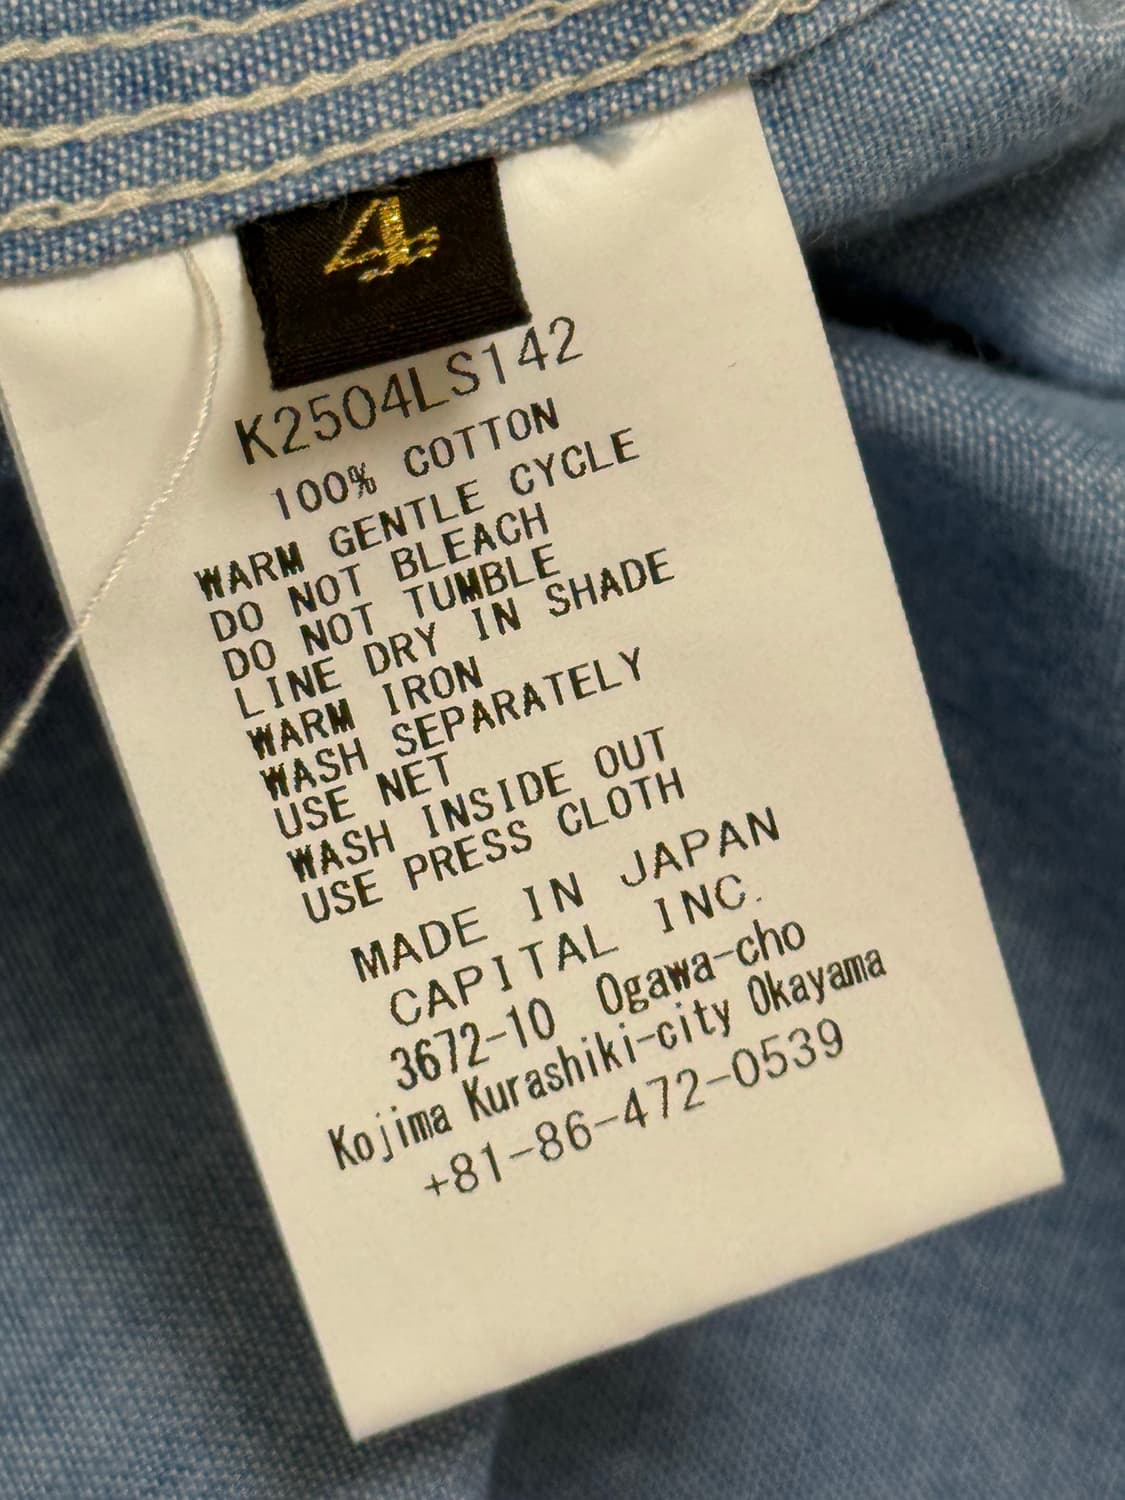 4
K2504LS142
100% COTTON
WARM GENTLE CYCLE
DO NOT BLEACH
DO NOT TUMBLE
LINE DRY IN SHADE
WARM IRON
WASH SEPARATELY
USE NET
WASH INSIDE OUT
USE PRESS CLOTH
MADE IN JAPAN
CAPITAL INC.
3672-10 Ogawa-cho
Kojima Kurashiki-city Okayama
+81-86-472-0539